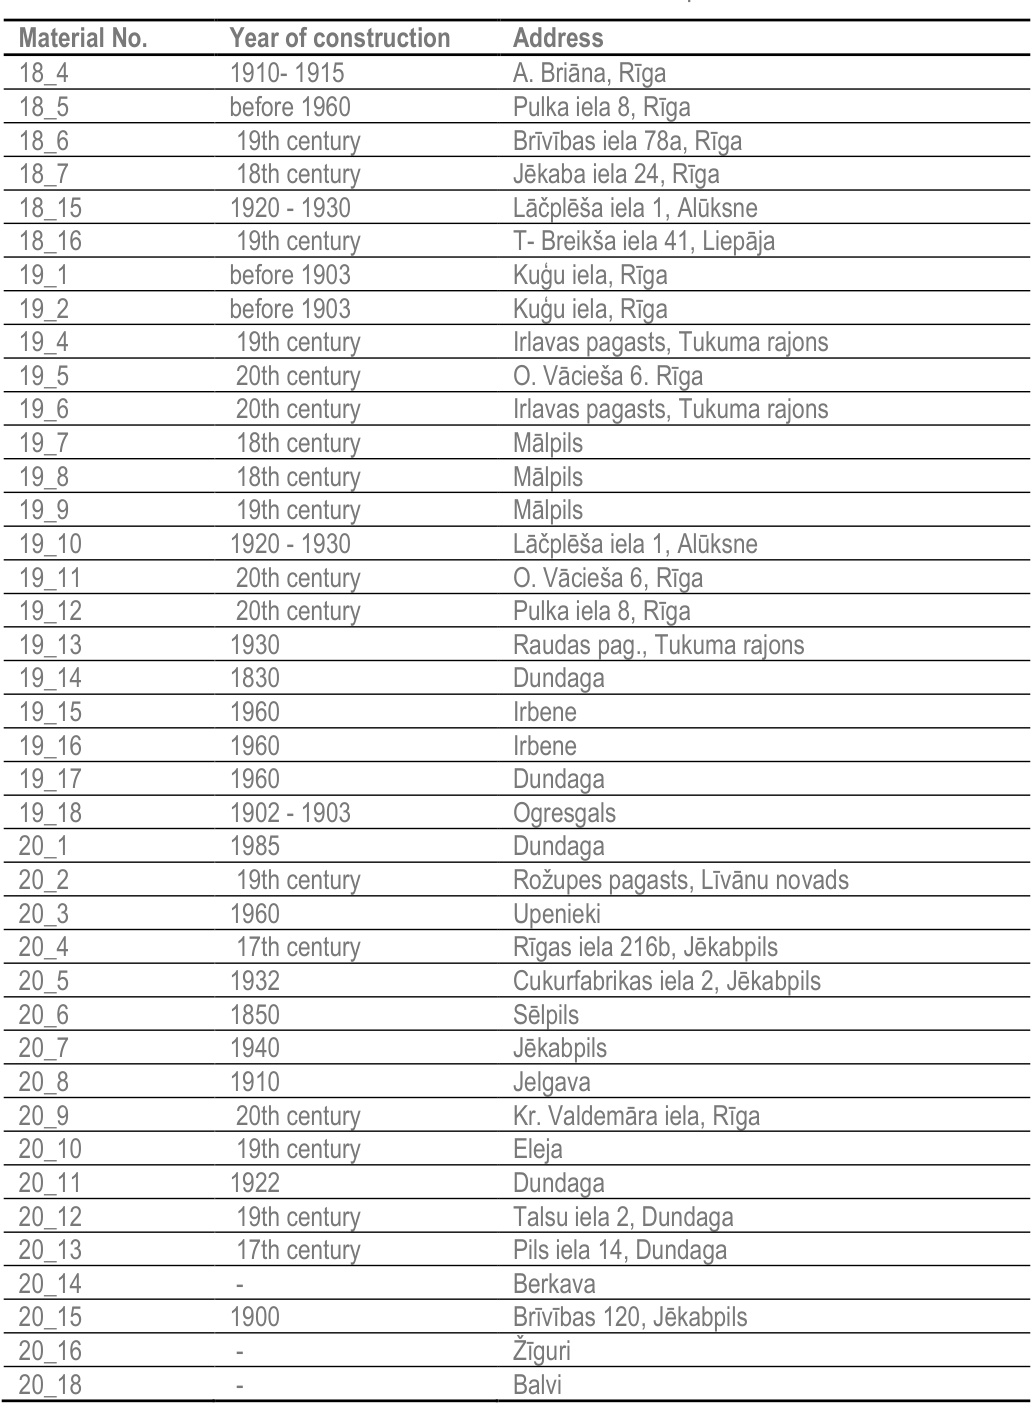 Material No. Year of construction Address
18_4 1910- 1915 A. Briāna, Rīga
18_5 before 1960 Pulka iela 8, Rīga
18_6 19th century Brīvības iela 78a, Rīga
18_7 18th century Jēkaba iela 24, Rīga
18_15 1920 - 1930 Lāčplēša iela 1, Alūksne
18_16 19th century T- Breikša iela 41, Liepāja
19_1 before 1903 Kuģu iela, Rīga
19_2 before 1903 Kuģu iela, Rīga
19_4 19th century Irlavas pagasts, Tukuma rajons
19_5 20th century O. Vācieša 6. Rīga
19_6 20th century Irlavas pagasts, Tukuma rajons
19_7 18th century Mālpils
19_8 18th century Mālpils
19_9 19th century Mālpils
19_10 1920 - 1930 Lāčplēša iela 1, Alūksne
19_11 20th century O. Vācieša 6, Rīga
19_12 20th century Pulka iela 8, Rīga
19_13 1930 Raudas pag., Tukuma rajons
19_14 1830 Dundaga
19_15 1960 Irbene
19_16 1960 Irbene
19_17 1960 Dundaga
19_18 1902 - 1903 Ogresgals
20_1 1985 Dundaga
20_2 19th century Rožupes pagasts, Līvānu novads
20_3 1960 Upenieki
20_4 17th century Rīgas iela 216b, Jēkabpils
20_5 1932 Cukurfabrikas iela 2, Jēkabpils
20_6 1850 Sēlpils
20_7 1940 Jēkabpils
20_8 1910 Jelgava
20_9 20th century Kr. Valdemāra iela, Rīga
20_10 19th century Eleja
20_11 1922 Dundaga
20_12 19th century Talsu iela 2, Dundaga
20_13 17th century Pils iela 14, Dundaga
20_14 - Berkava
20_15 1900 Brīvības 120, Jēkabpils
20_16 - Žīguri
20_18 - Balvi